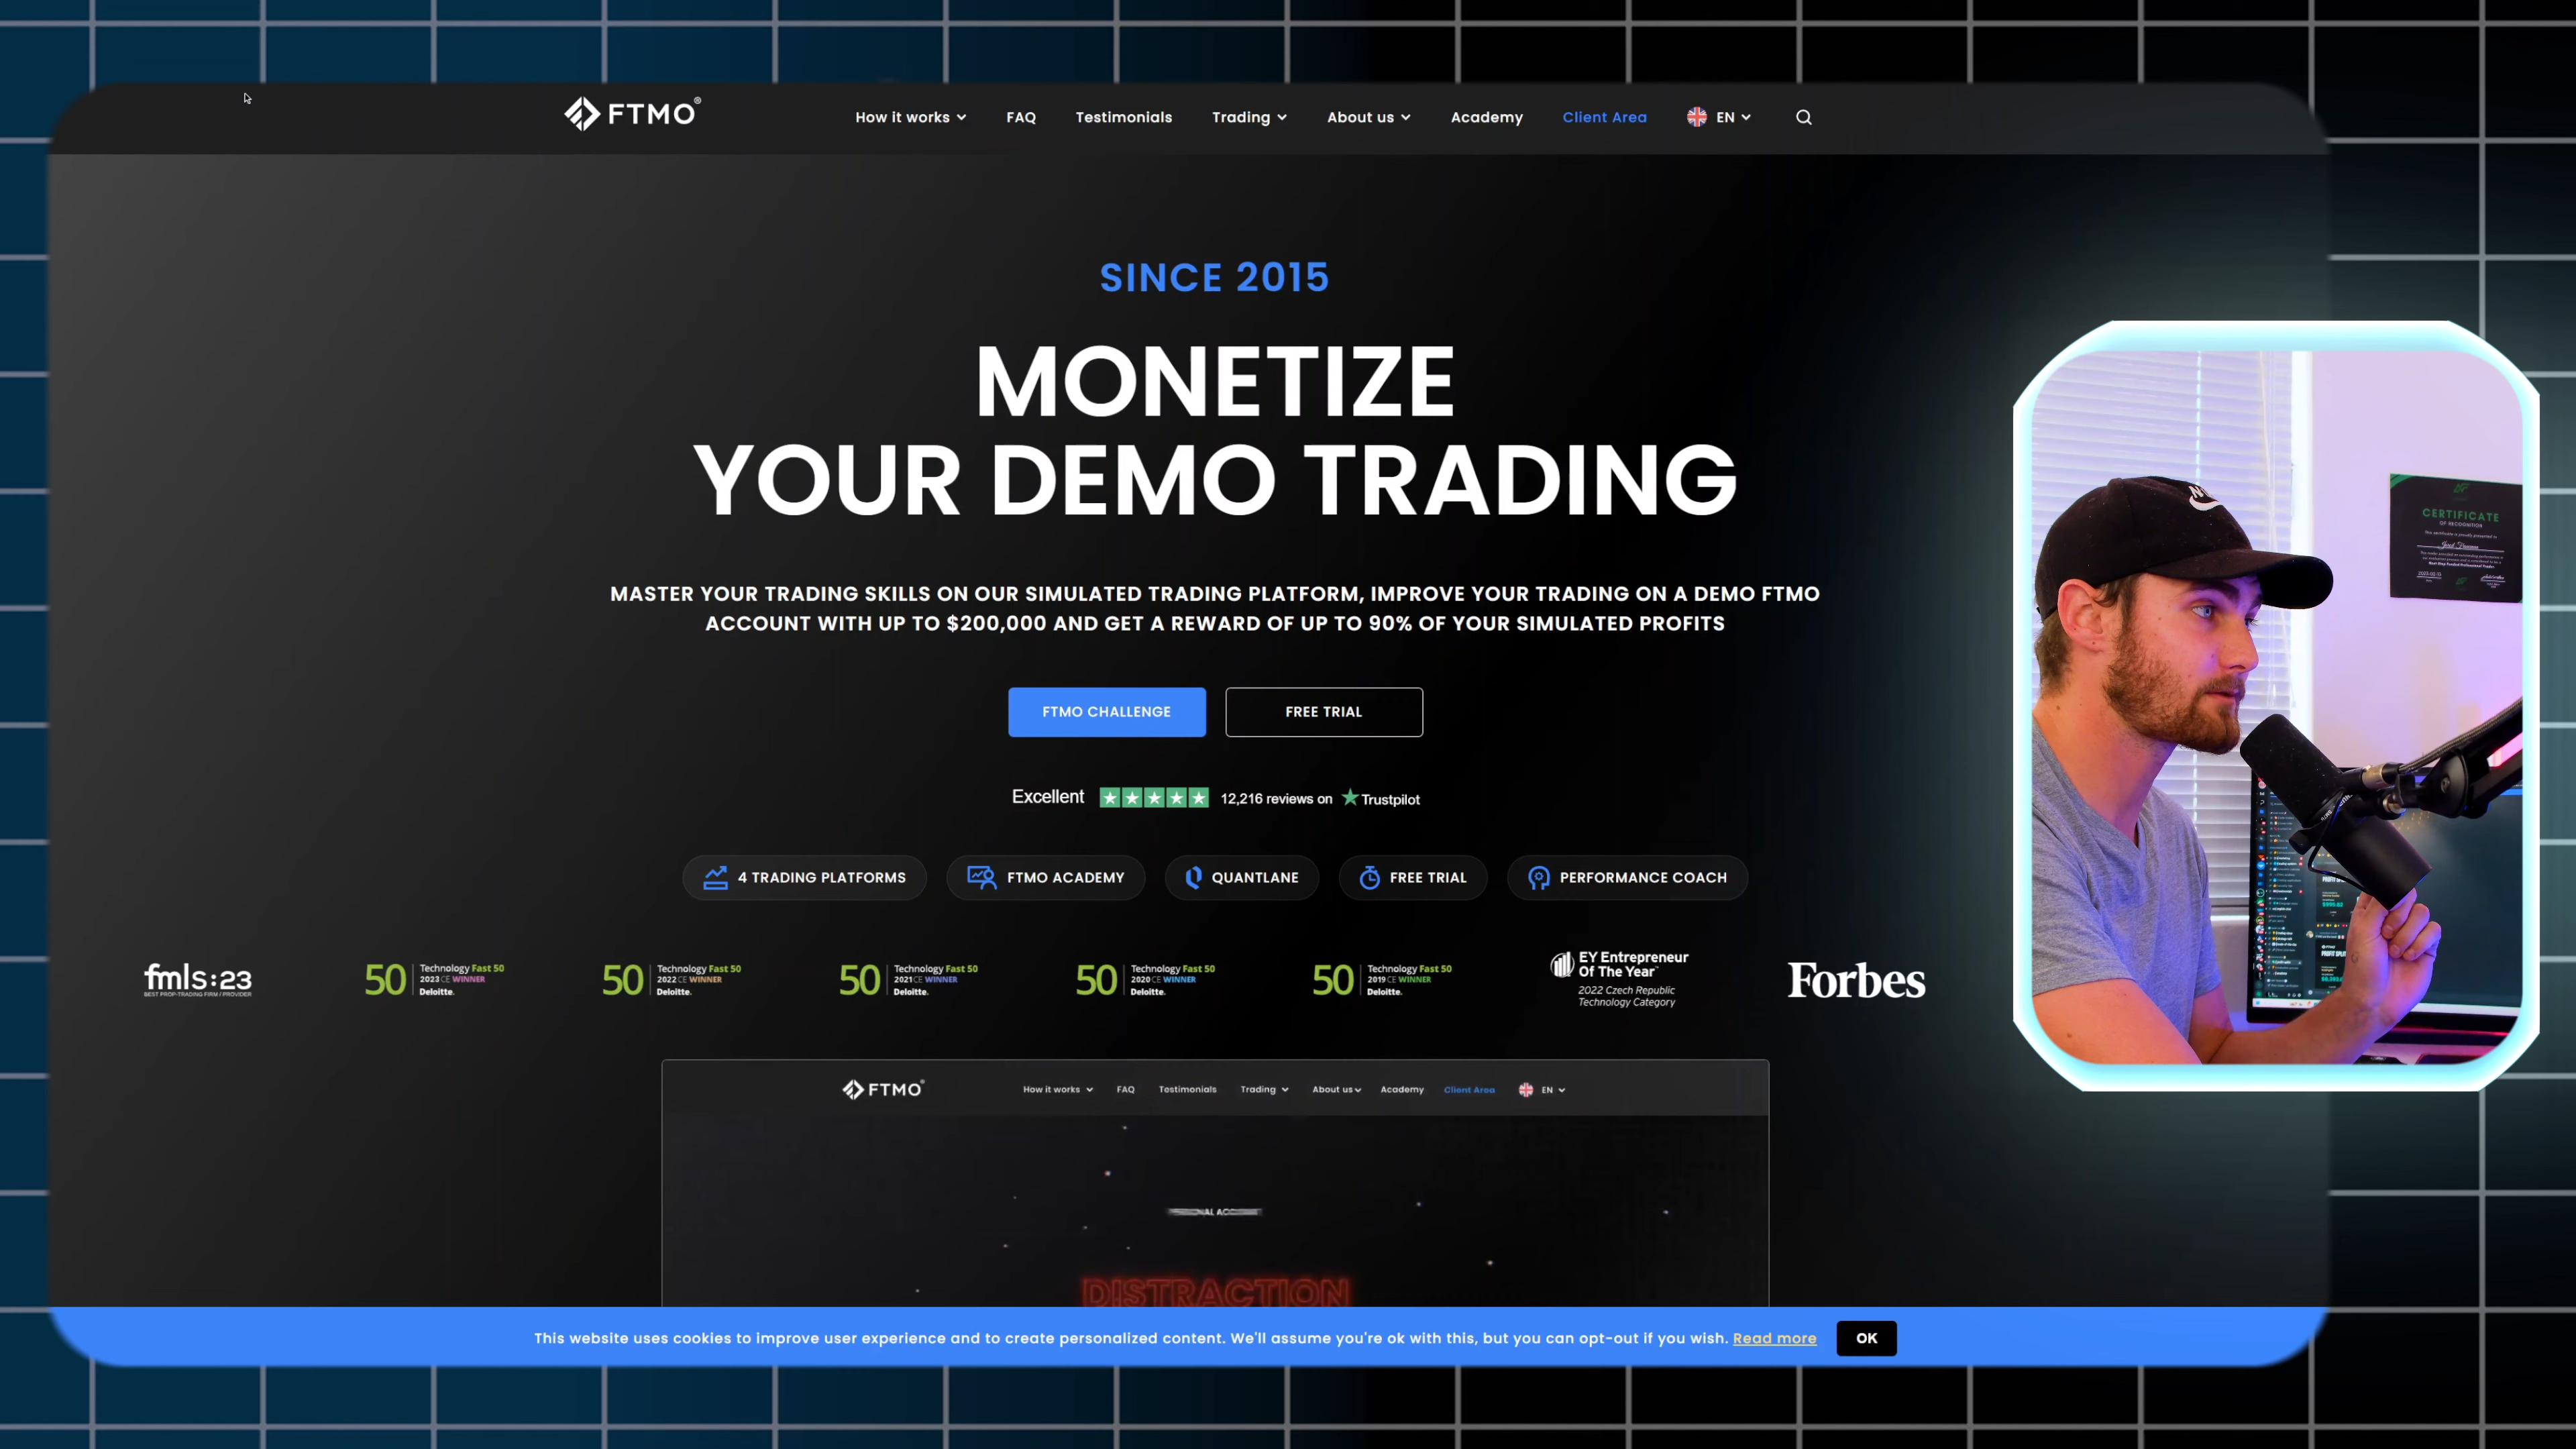 FTMO®
How it works
FAQ
Testimonials
Trading
About us
Academy
Client Area
EN
SINCE 2015
MONETIZE
YOUR DEMO TRADING
MASTER YOUR TRADING SKILLS ON OUR SIMULATED TRADING PLATFORM, IMPROVE YOUR TRADING ON A DEMO FTMO
ACCOUNT WITH UP TO $200,000 AND GET A REWARD OF UP TO 90% OF YOUR SIMULATED PROFITS
FTMO CHALLENGE
FREE TRIAL
Excellent
12,216 reviews on Trustpilot
4 TRADING PLATFORMS
FTMO ACADEMY
QUANTLANE
FREE TRIAL
PERFORMANCE COACH
fmls:23
BEST PROP-TRADING FIRM / PROVIDER
50
Technology Fast 50
2023 CE WINNER
Deloitte.
50
Technology Fast 50
2022 CE WINNER
Deloitte.
50
Technology Fast 50
2021 CE WINNER
Deloitte.
50
Technology Fast 50
2020 CE WINNER
Deloitte.
50
Technology Fast 50
2019 CE WINNER
Deloitte.
EY Entrepreneur
Of The Year™
2022 Czech Republic
Technology Category
Forbes
FTMO®
How it works
FAQ
Testimonials
Trading
About us
Academy
Client Area
EN
DISTRACTION
This website uses cookies to improve user experience and to create personalized content. We'll assume you're ok with this, but you can opt-out if you wish. Read more
OK
CERTIFICATE
OF RECOGNITION